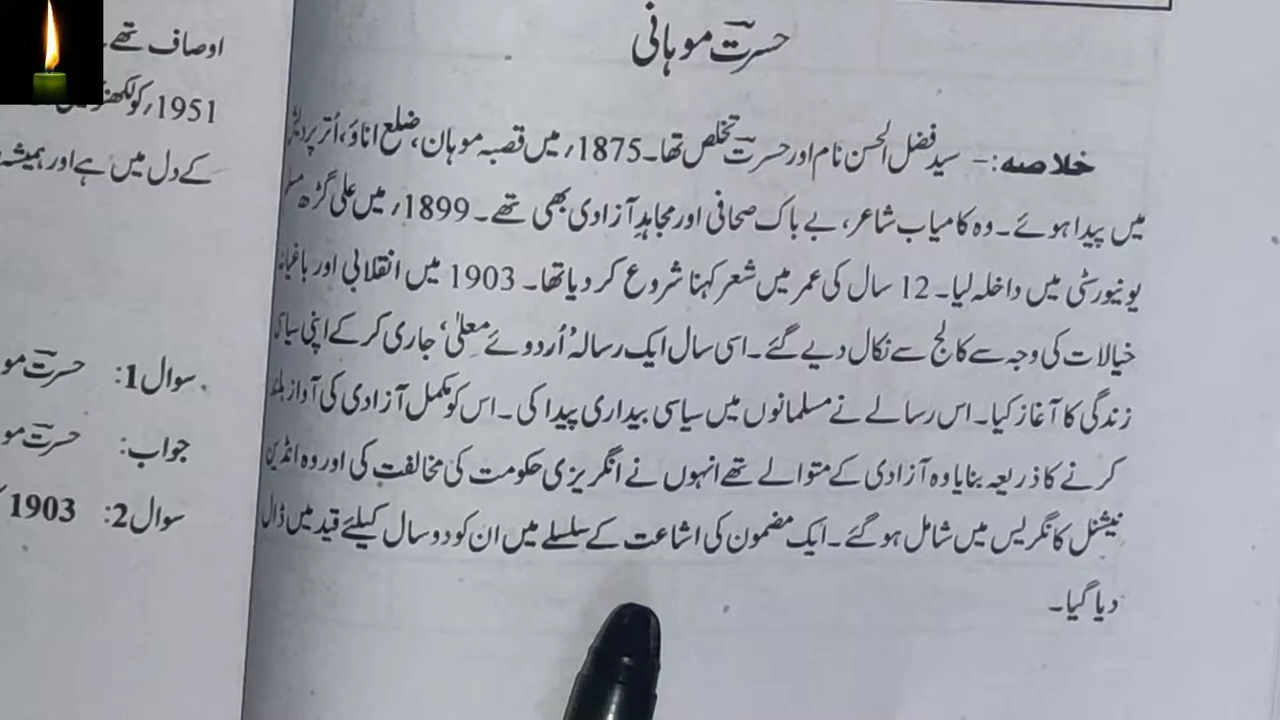 حسرتؔ موہانی
خلاصہ:- سید فضل الحسن نام اور حسرتؔ تخلص تھا۔ 1875ء میں قصبہ موہان، ضلع اناؤ، اُتر پردیش
میں پیدا ہوئے۔ وہ کامیاب شاعر، بے باک صحافی اور مجاہدِ آزادی بھی تھے۔ 1899ء میں علی گڑھ
یونیورسٹی میں داخلہ لیا۔ 12 سال کی عمر میں شعر کہنا شروع کر دیا تھا۔ 1903 میں انقلابی اور باغیانہ
خیالات کی وجہ سے کالج سے نکال دیے گئے۔ اسی سال ایک رسالہ 'اُردوئے معلیٰ' جاری کر کے اپنی سیاسی
زندگی کا آغاز کیا۔ اس رسالے نے مسلمانوں میں سیاسی بیداری پیدا کی۔ اس کو مکمل آزادی کی آواز بلند
کرنے کا ذریعہ بنایا وہ آزادی کے متوالے تھے انہوں نے انگریزی حکومت کی مخالفت کی اور وہ انڈین
نیشنل کانگریس میں شامل ہو گئے۔ ایک مضمون کی اشاعت کے سلسلے میں ان کو دو سال کیلئے قید میں ڈال
دیا گیا۔
اوصاف تھے۔
1951ء کو لکھنؤ
کے دل میں ہے اور ہمیشہ
سوال 1: حسرتؔ
جواب: حسرتؔ
سوال 2: 1903